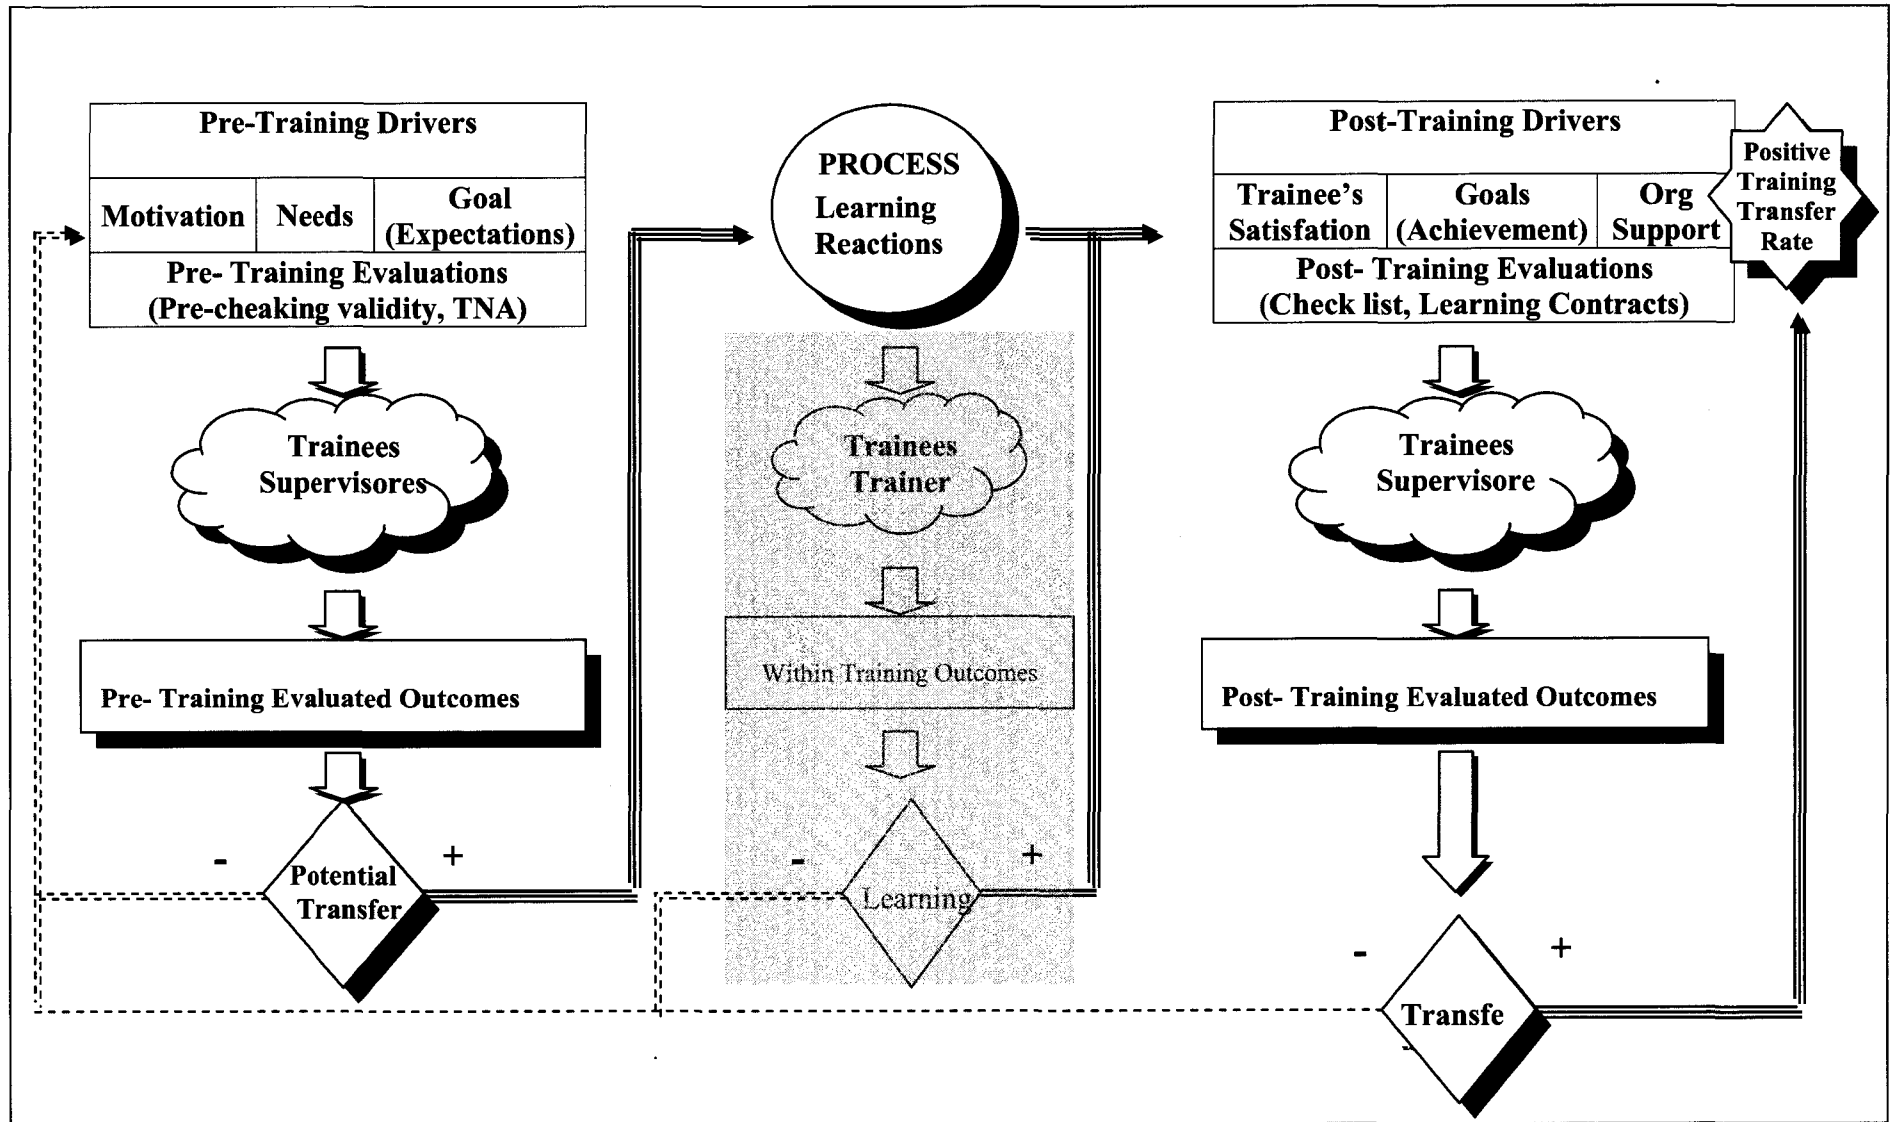 Pre-Training Drivers
Motivation
Needs
Goal
(Expectations)
Pre- Training Evaluations
(Pre-cheaking validity, TNA)
Trainees
Supervisores
Pre- Training Evaluated Outcomes
-
+
Potential
Transfer
PROCESS
Learning
Reactions
Trainees
Trainer
Within Training Outcomes
-
+
Learning
Post-Training Drivers
Trainee's
Satisfation
Goals
(Achievement)
Org
Support
Post- Training Evaluations
(Check list, Learning Contracts)
Positive
Training
Transfer
Rate
Trainees
Supervisore
Post- Training Evaluated Outcomes
-
+
Transfe